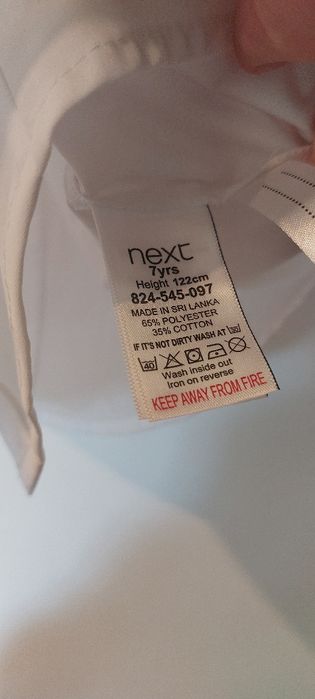 next
7yrs
Height 122cm
824-545-097
MADE IN SRI LANKA
65% POLYESTER
35% COTTON
IF IT'S NOT DIRTY WASH AT
40
Wash inside out
Iron on reverse
KEEP AWAY FROM FIRE